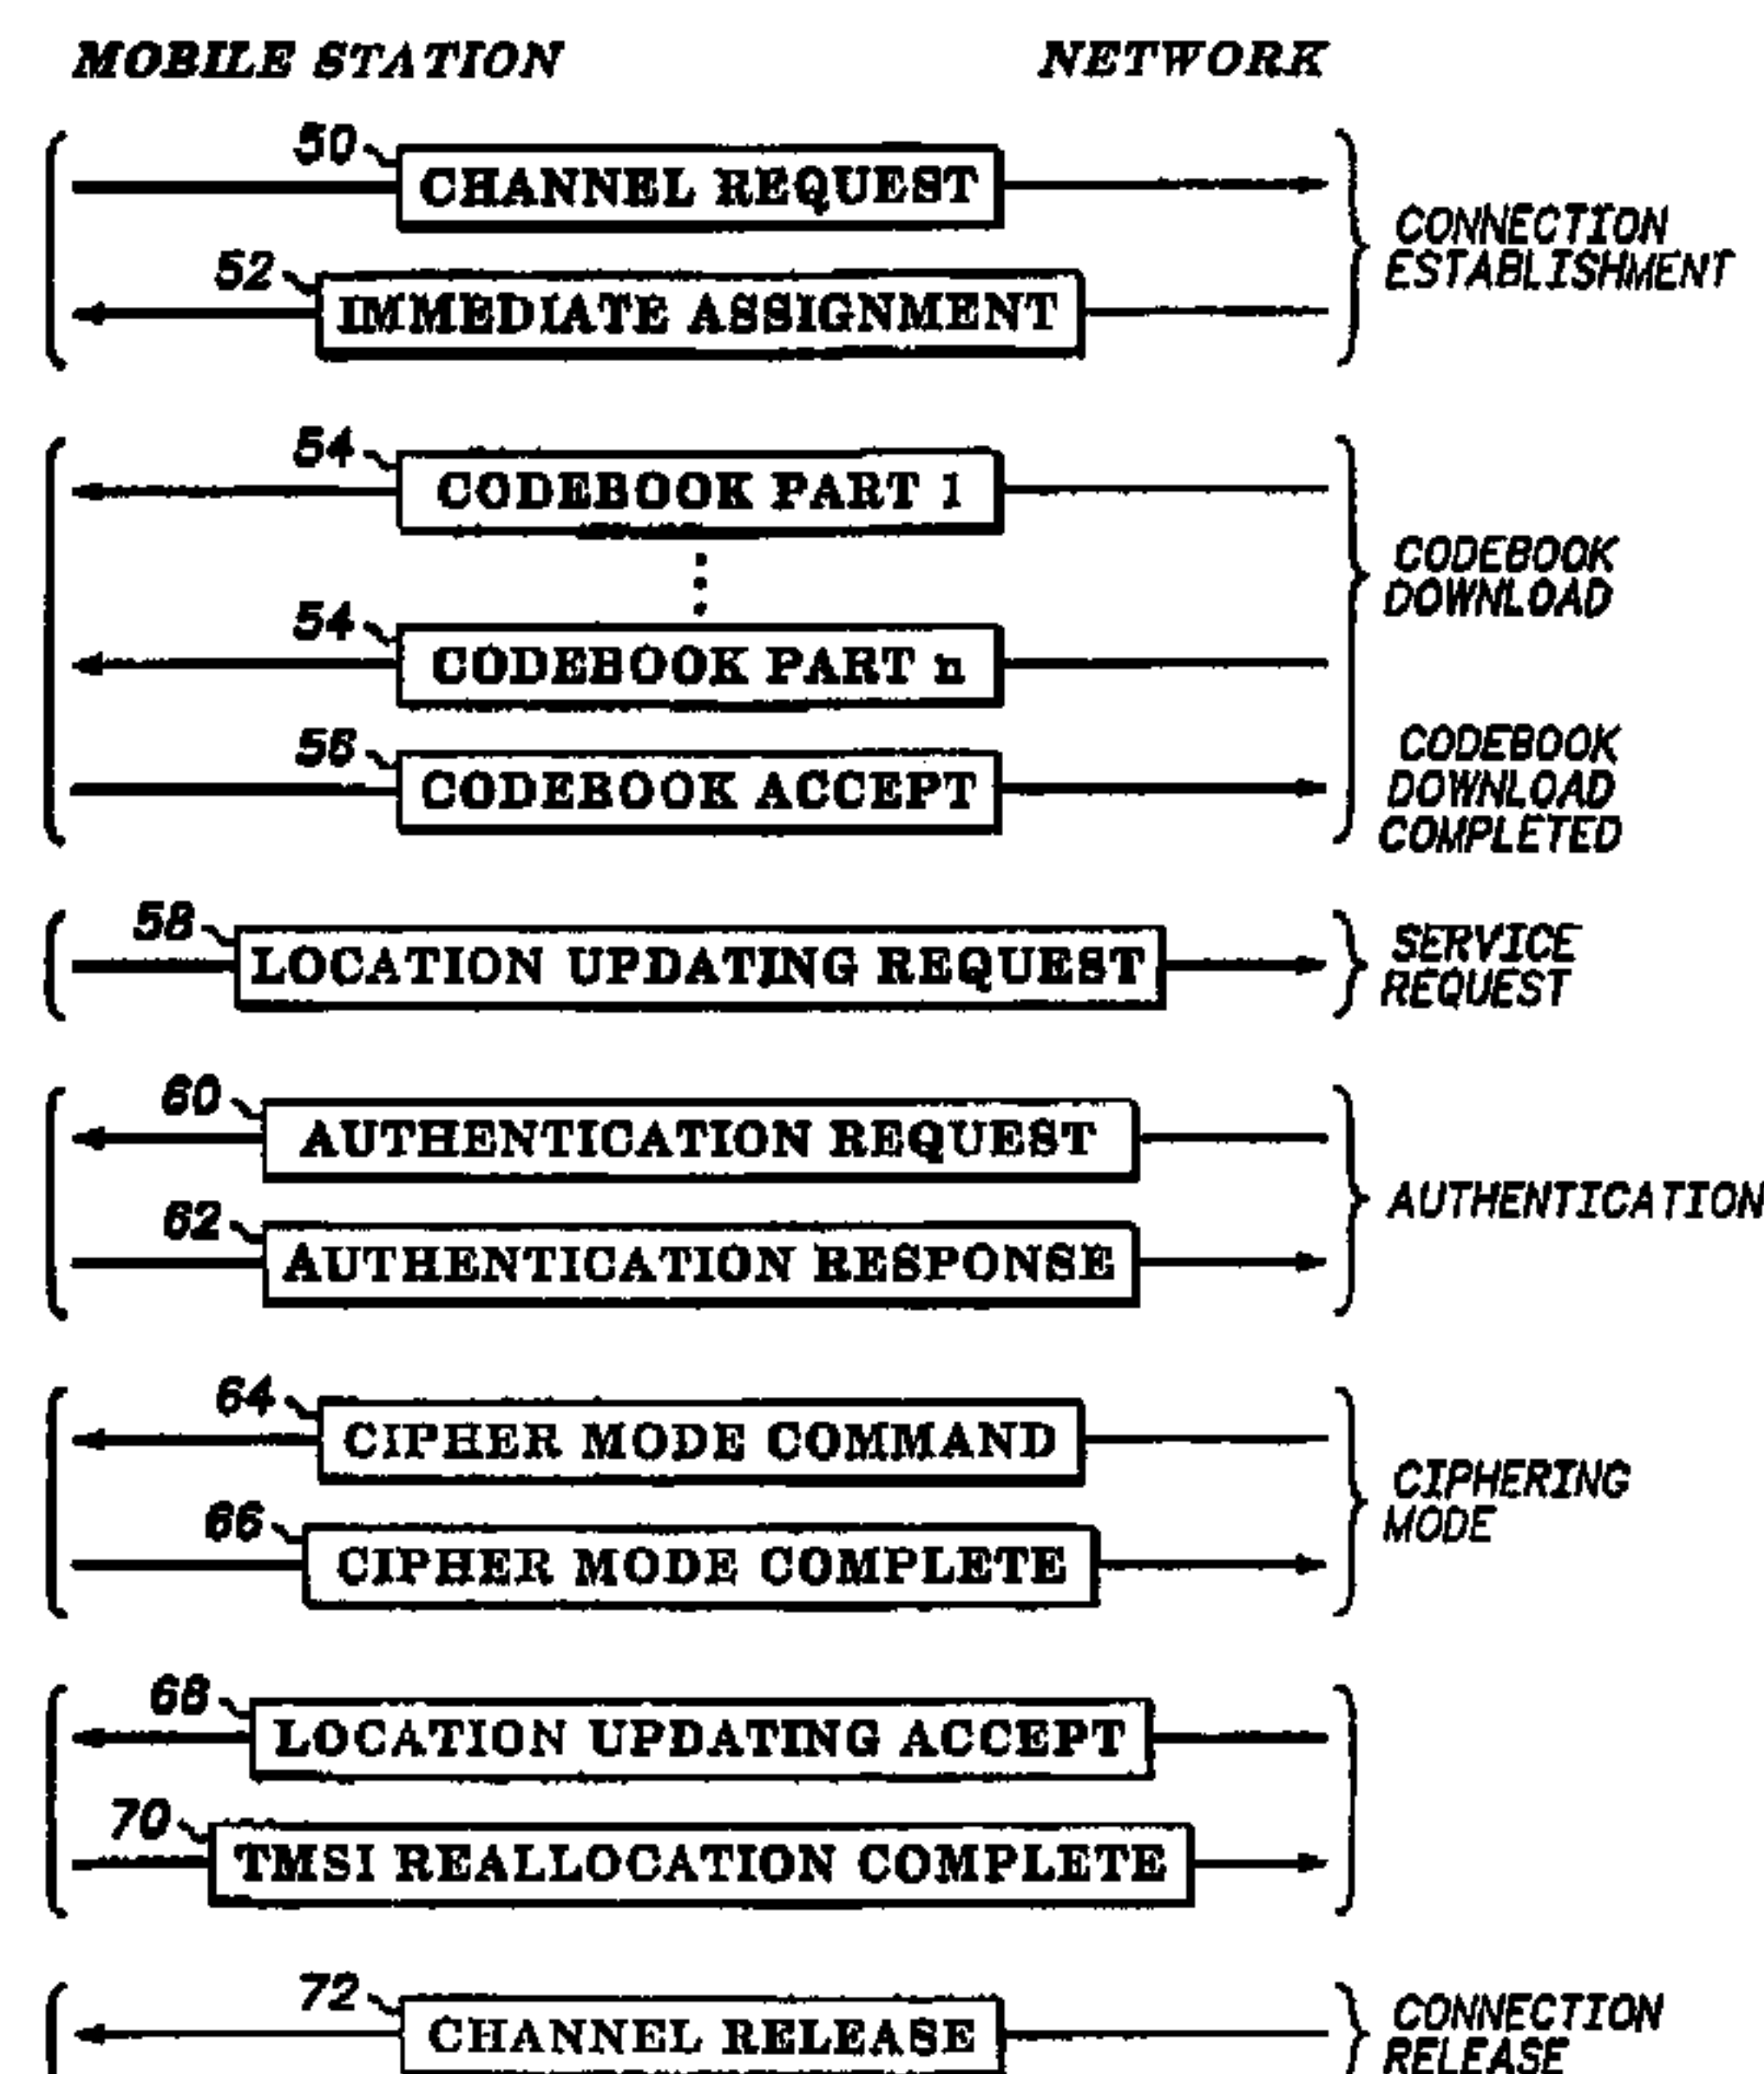 MOBILE STATION NETWORK
50
CHANNEL REQUEST
52
IMMEDIATE ASSIGNMENT
CONNECTION
ESTABLISHMENT
54
CODEBOOK PART 1
54
CODEBOOK PART n
CODEBOOK
DOWNLOAD
56
CODEBOOK ACCEPT
CODEBOOK
DOWNLOAD
COMPLETED
58
LOCATION UPDATING REQUEST
SERVICE
REQUEST
60
AUTHENTICATION REQUEST
62
AUTHENTICATION RESPONSE
AUTHENTICATION
64
CIPHER MODE COMMAND
66
CIPHER MODE COMPLETE
CIPHERING
MODE
68
LOCATION UPDATING ACCEPT
70
TMSI REALLOCATION COMPLETE
72
CHANNEL RELEASE
CONNECTION
RELEASE